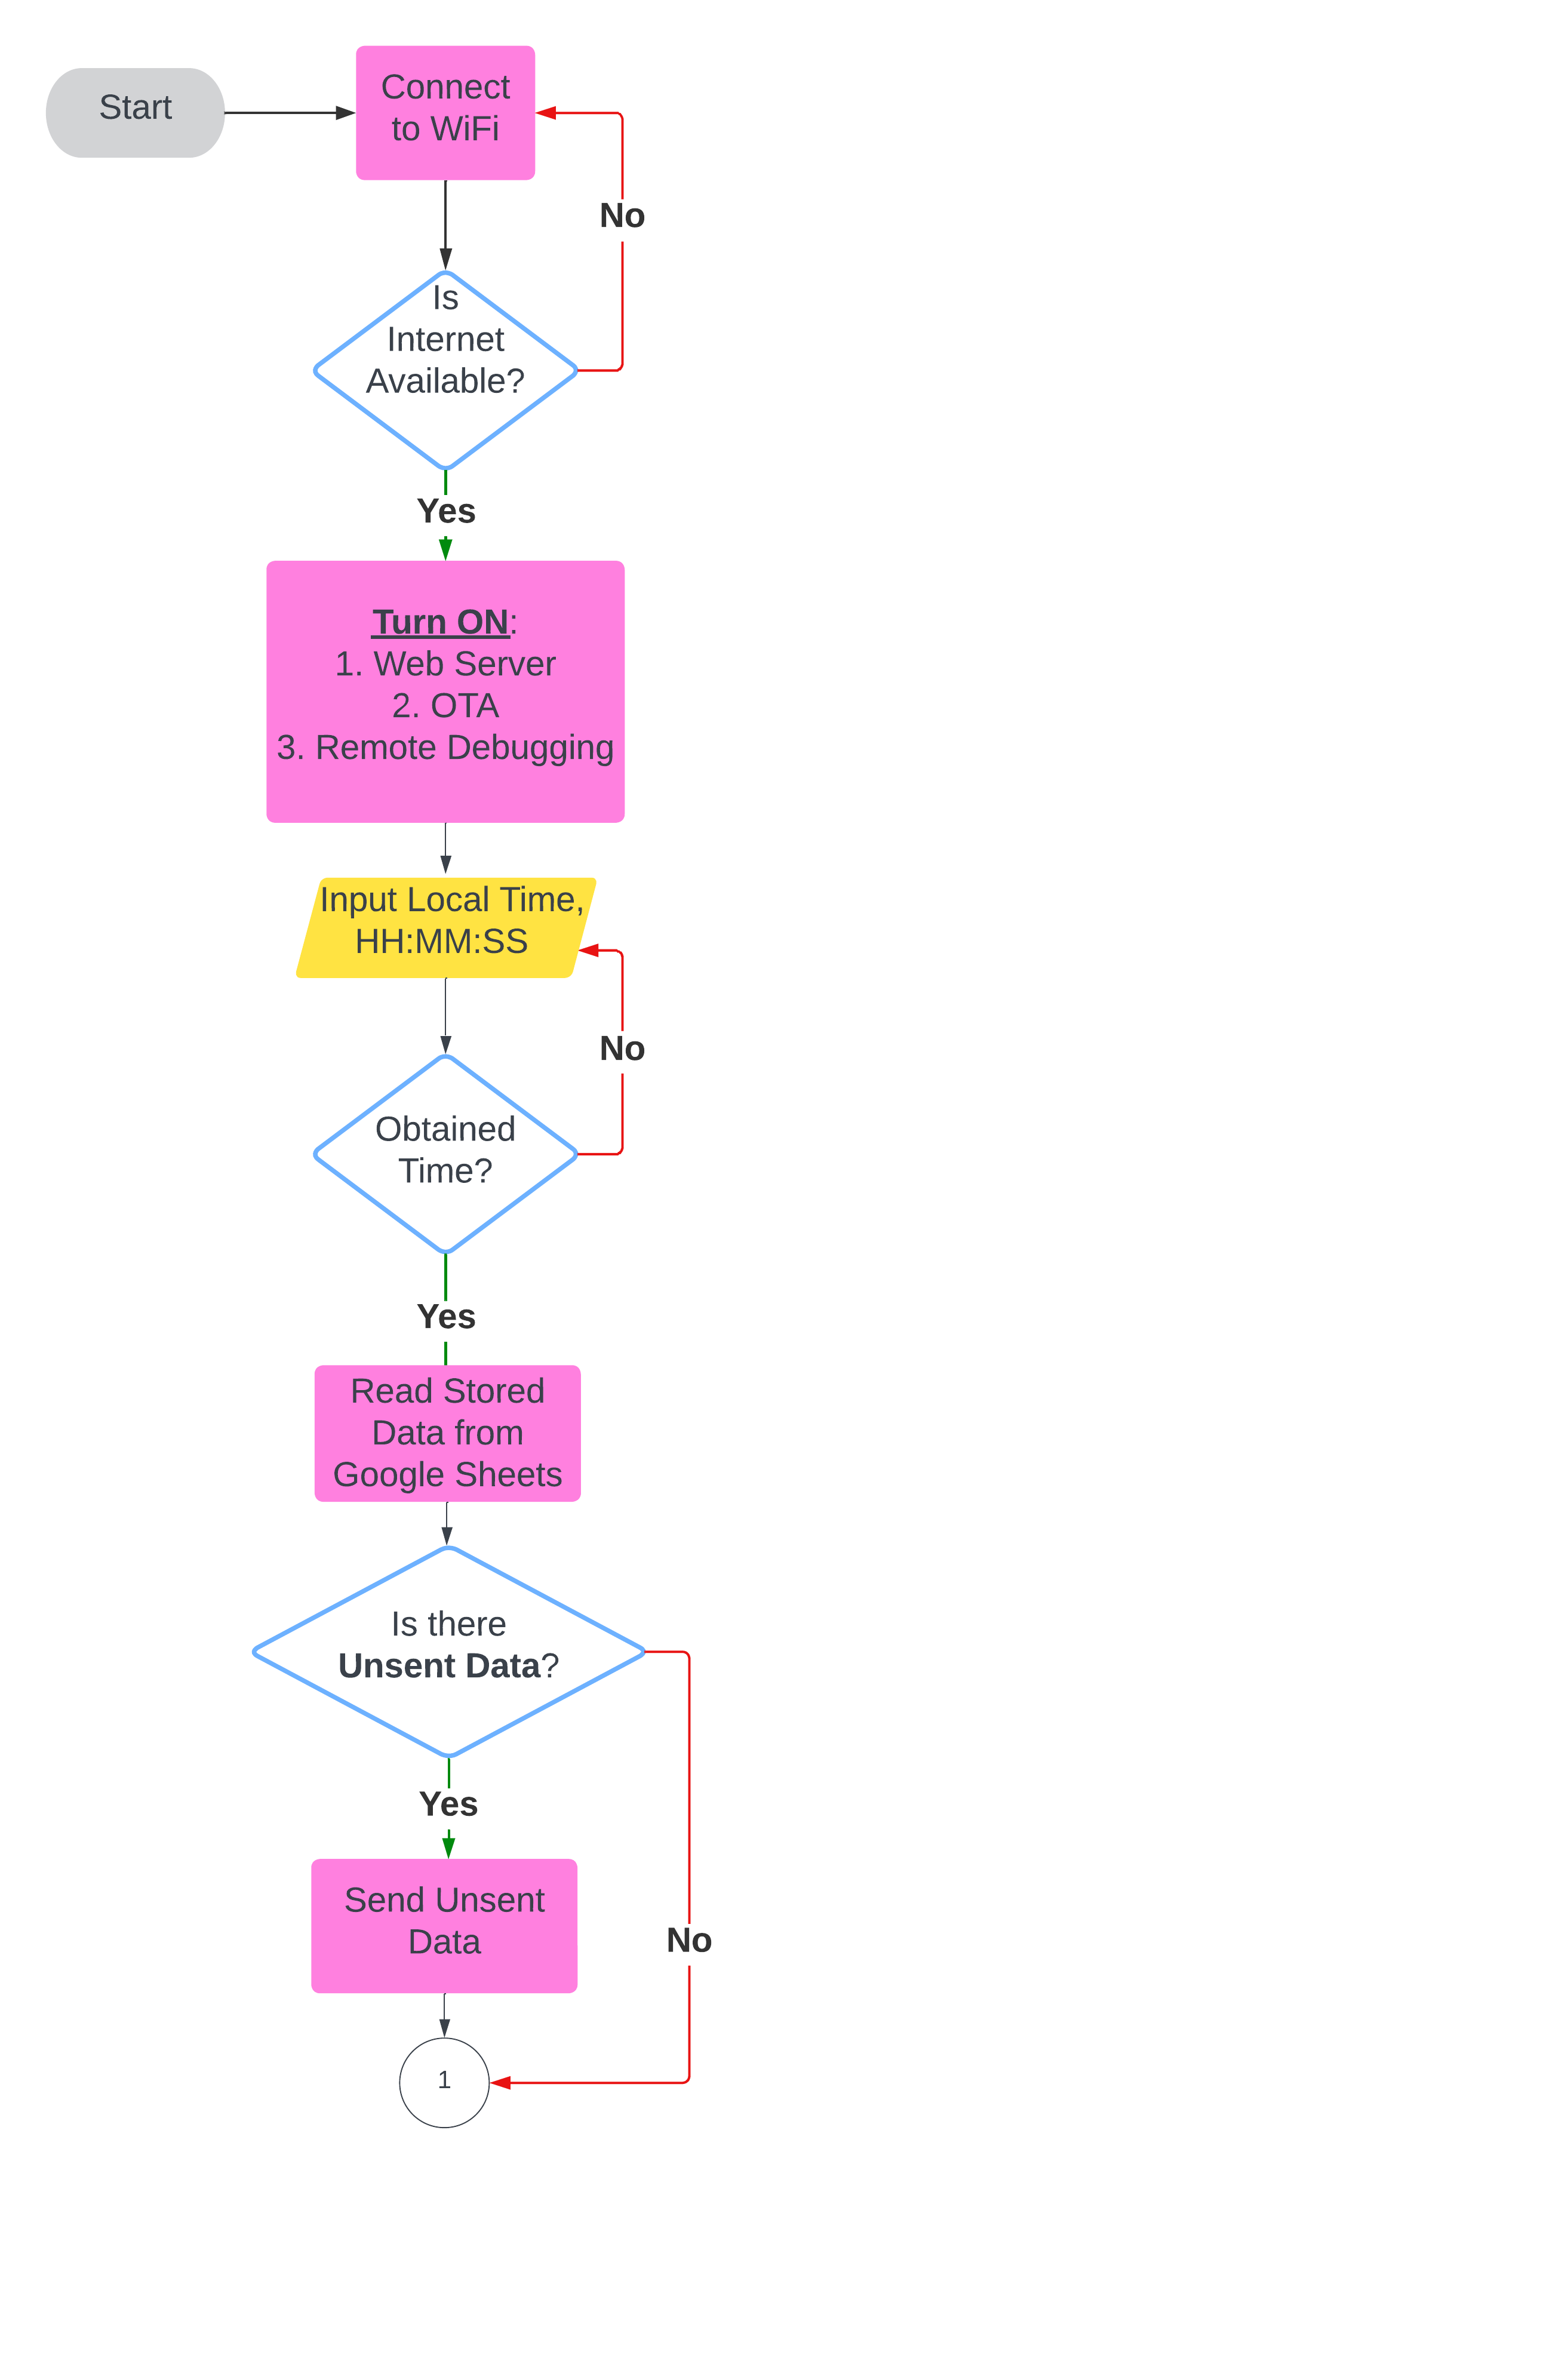 Start
Connect
to WiFi
No
Is
Internet
Available?
Yes
Turn ON:
1. Web Server
2. OTA
3. Remote Debugging
Input Local Time,
HH:MM:SS
No
Obtained
Time?
Yes
Read Stored
Data from
Google Sheets
Is there
Unsent Data?
Yes
Send Unsent
Data
No
1